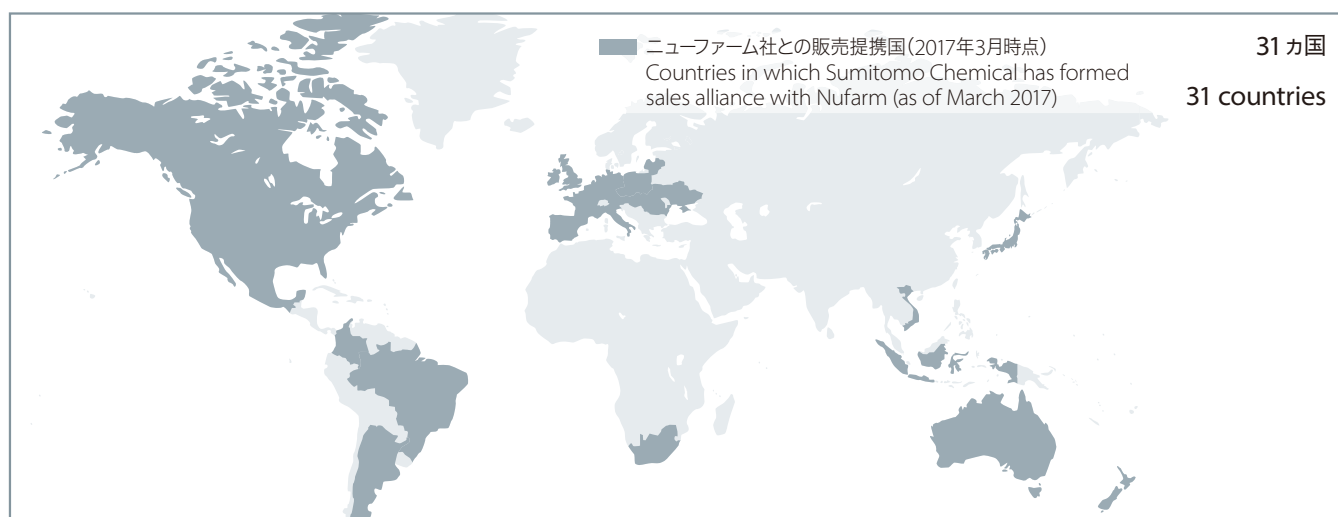 ニューファーム社との販売提携国(2017年3月時点)
31ヵ国
Countries in which Sumitomo Chemical has formed
sales alliance with Nufarm (as of March 2017)
31 countries